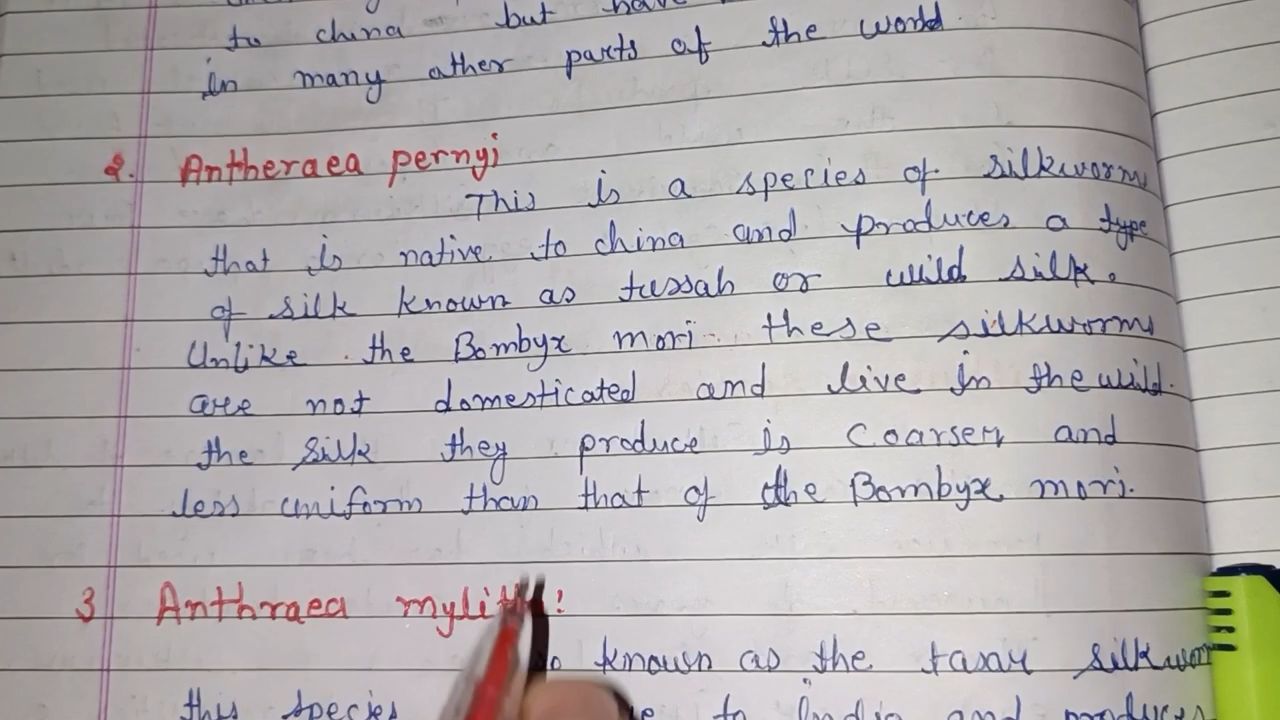 to china but have
in many ather parts of the world
2. Antheraea pernyi
This is a species of silkworm
that is native to china and produces a type
of silk known as tussah or wild silk.
Unlike the Bombyx mori these silkworms
are not domesticated and live in the wild.
the silk they produce is coarser and
less uniform than that of the Bombyx mori.
3 Anthraea
known as the tasar silkworm
this species to India and produces